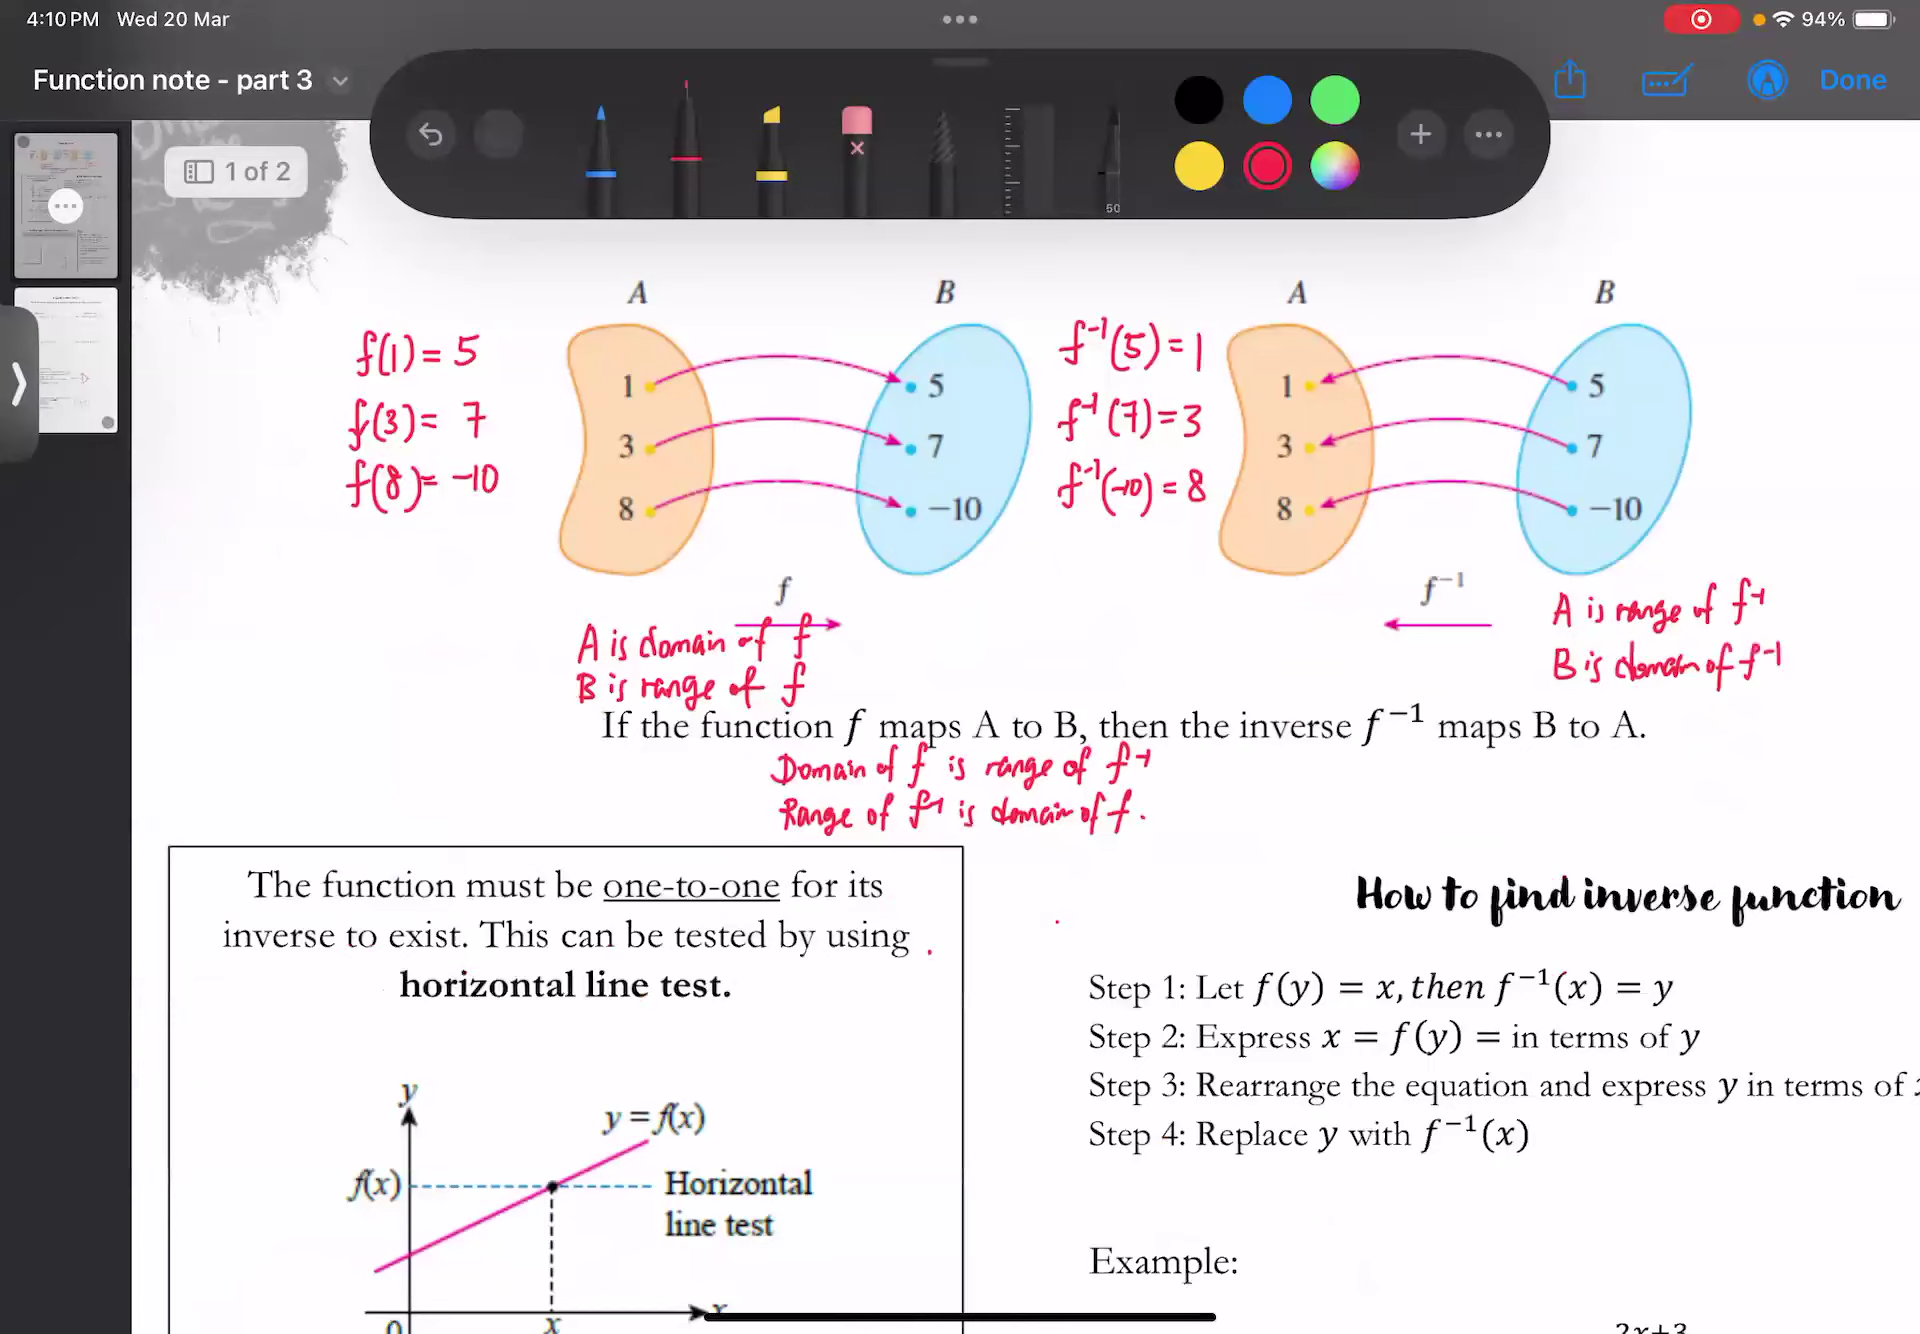 4:10 PM Wed 20 Mar
94%
Function note - part 3
Done
1 of 2
50
A B A B
f(1) = 5
f(3) = 7
f(8) = -10
1 5
3 7
8 −10
f
f⁻¹(5) = 1
f⁻¹(7) = 3
f⁻¹(-10) = 8
1 5
3 7
8 −10
f⁻¹
A is domain of f
B is range of f
A is range of f⁻¹
B is domain of f⁻¹
If the function f maps A to B, then the inverse f⁻¹ maps B to A.
Domain of f is range of f⁻¹
Range of f⁻¹ is domain of f.
The function must be one-to-one for its
inverse to exist. This can be tested by using
horizontal line test.
y
y = f(x)
f(x)
Horizontal
line test
0 x x
How to find inverse function
Step 1: Let f(y) = x, then f⁻¹(x) = y
Step 2: Express x = f(y) = in terms of y
Step 3: Rearrange the equation and express y in terms of
Step 4: Replace y with f⁻¹(x)
Example:
2x+3